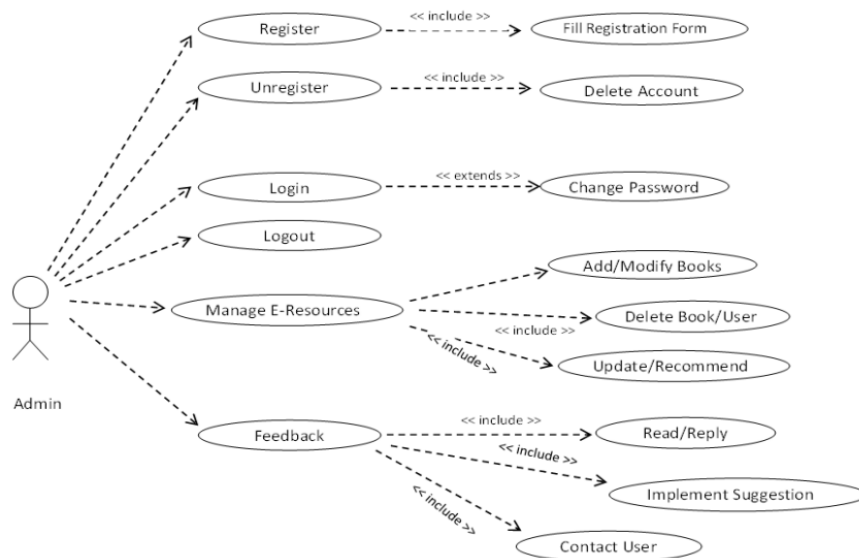 Register
<< include >>
Fill Registration Form
Unregister
<< include >>
Delete Account
Login
<< extends >>
Change Password
Logout
Add/Modify Books
Manage E-Resources
Delete Book/User
<< include >>
<< include >>
Update/Recommend
Admin
Feedback
<< include >>
Read/Reply
<< include >>
Implement Suggestion
<< include >>
Contact User